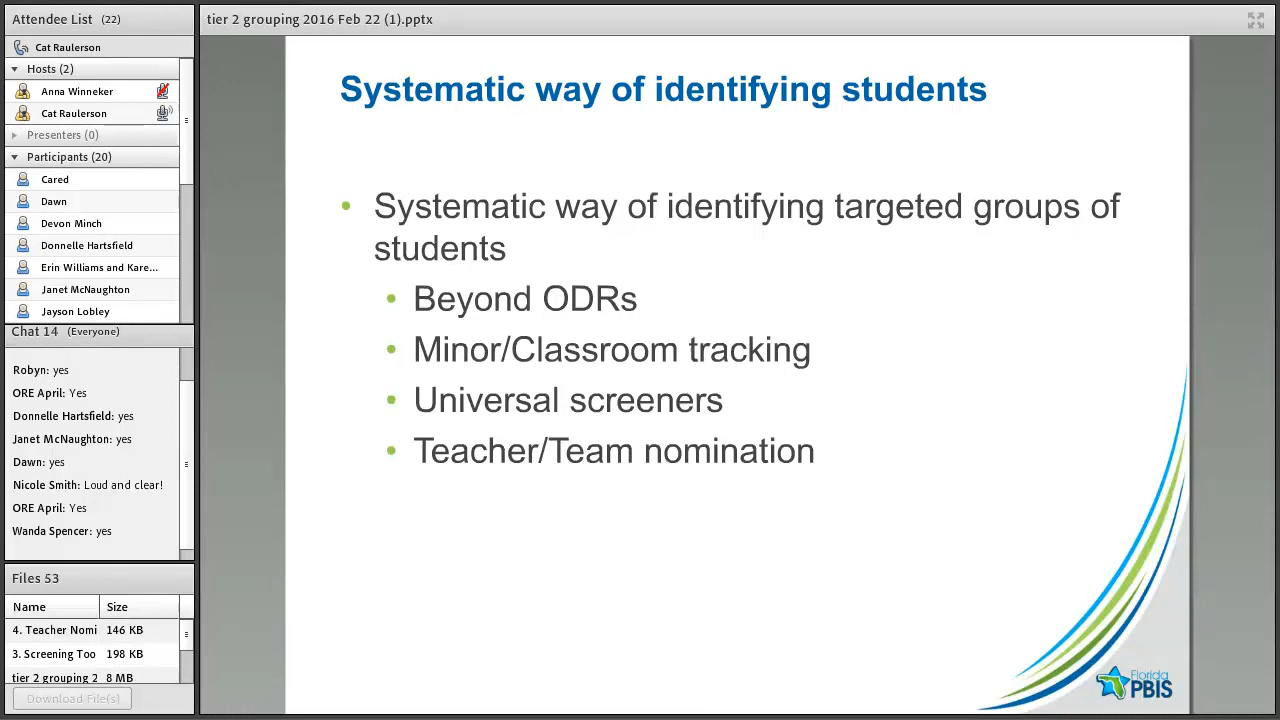 Attendee List (22)
Cat Raulerson
Hosts (2)
Anna Winneker
Cat Raulerson
Presenters (0)
Participants (20)
Cared
Dawn
Devon Minch
Donnelle Hartsfield
Erin Williams and Kare...
Janet McNaughton
Jayson Lobley
Chat 14 (Everyone)
Robyn: yes
ORE April: Yes
Donnelle Hartsfield: yes
Janet McNaughton: yes
Dawn: yes
Nicole Smith: Loud and clear!
ORE April: Yes
Wanda Spencer: yes
Files 53
Name Size
4. Teacher Nomi 146 KB
3. Screening Too 198 KB
tier 2 grouping 2 8 MB
Download File(s)
tier 2 grouping 2016 Feb 22 (1).pptx
Systematic way of identifying students
• Systematic way of identifying targeted groups of
students
• Beyond ODRs
• Minor/Classroom tracking
• Universal screeners
• Teacher/Team nomination
Florida
PBIS